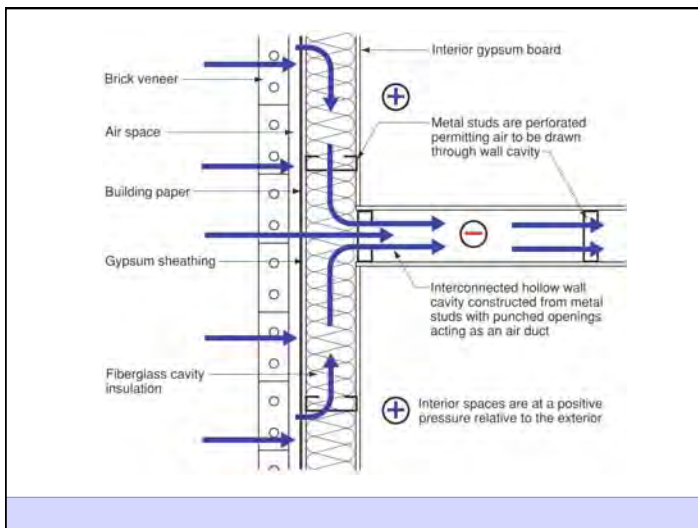 Interior gypsum board
Brick veneer
+
Metal studs are perforated
permitting air to be drawn
through wall cavity
Air space
Building paper
−
Gypsum sheathing
Interconnected hollow wall
cavity constructed from metal
studs with punched openings
acting as an air duct
Fiberglass cavity
insulation
+
Interior spaces are at a positive
pressure relative to the exterior